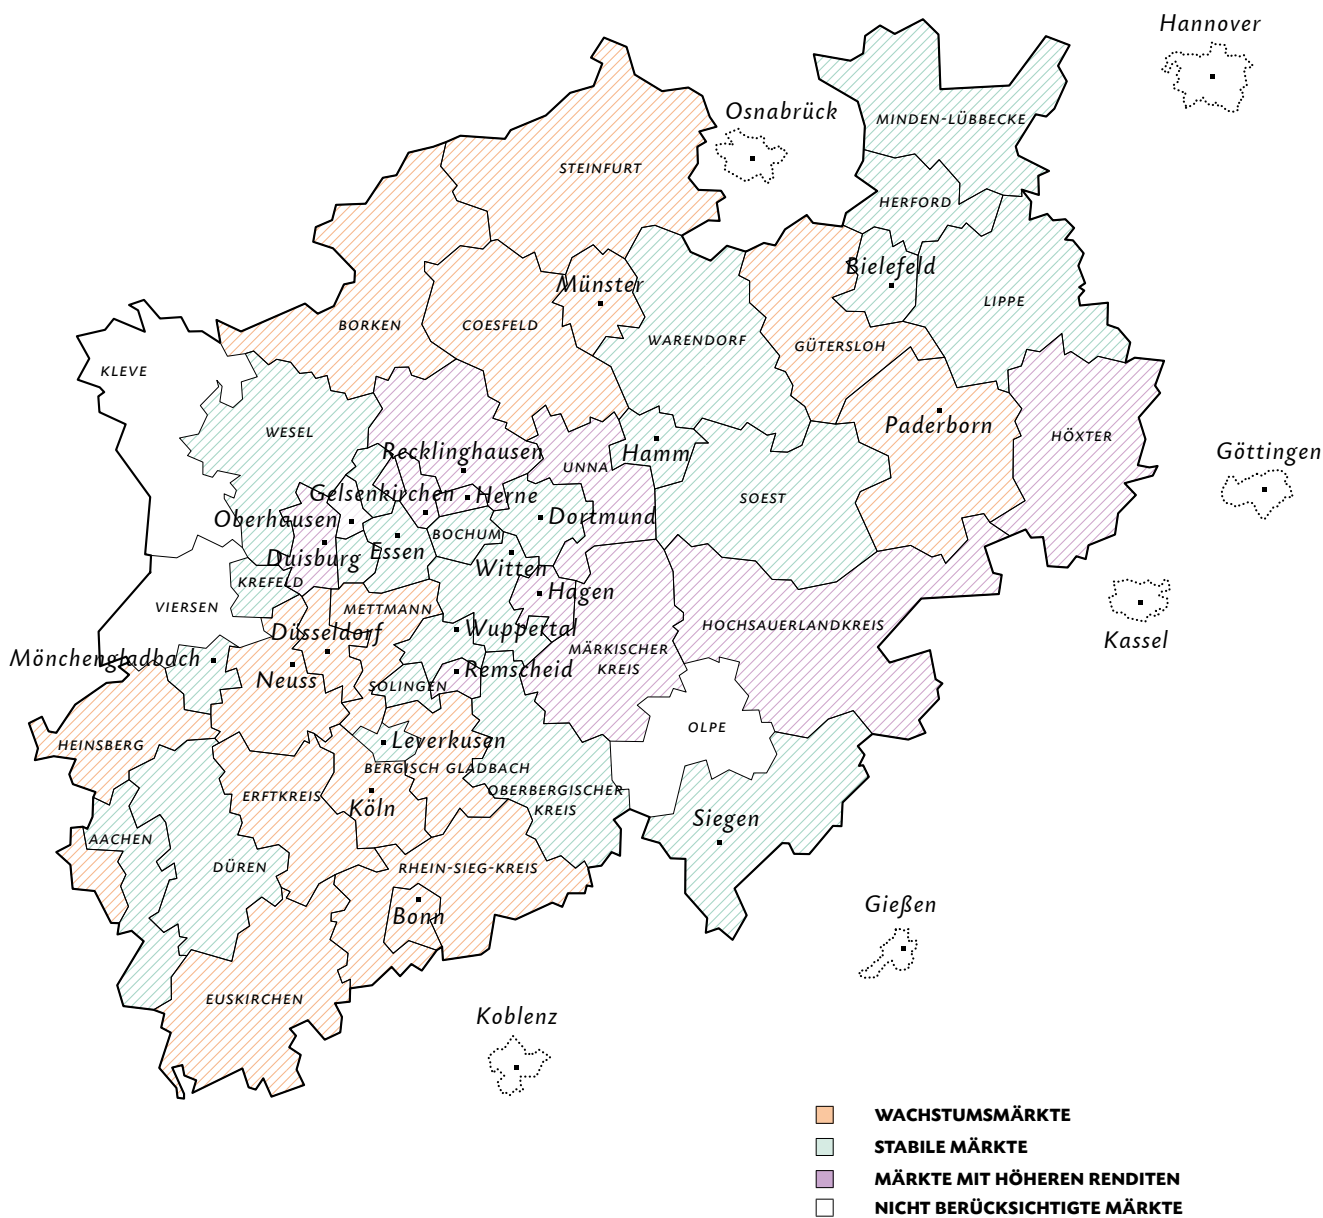 Hannover
Osnabrück
MINDEN-LÜBBECKE
STEINFURT
HERFORD
Bielefeld
Münster
LIPPE
BORKEN
COESFELD
WARENDORF
GÜTERSLOH
KLEVE
Paderborn
WESEL
HÖXTER
Recklinghausen
Hamm
Göttingen
UNNA
Gelsenkirchen
Herne
SOEST
Oberhausen
Dortmund
BOCHUM
Essen
Duisburg
Witten
KREFELD
Hagen
VIERSEN
METTMANN
Düsseldorf
Wuppertal
HOCHSAUERLANDKREIS
Kassel
MÄRKISCHER
KREIS
Mönchengladbach
Neuss
Remscheid
SOLINGEN
OLPE
HEINSBERG
Leverkusen
BERGISCH GLADBACH
ERFTKREIS
OBERBERGISCHER
KREIS
Köln
Siegen
AACHEN
DÜREN
RHEIN-SIEG-KREIS
Gießen
Bonn
EUSKIRCHEN
Koblenz
WACHSTUMSMÄRKTE
STABILE MÄRKTE
MÄRKTE MIT HÖHEREN RENDITEN
NICHT BERÜCKSICHTIGTE MÄRKTE